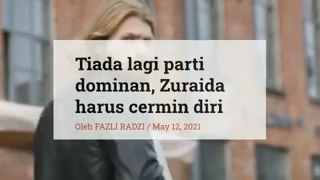 Tiada lagi parti
dominan, Zuraida
harus cermin diri
Oleh FAZLI RADZI / May 12, 2021